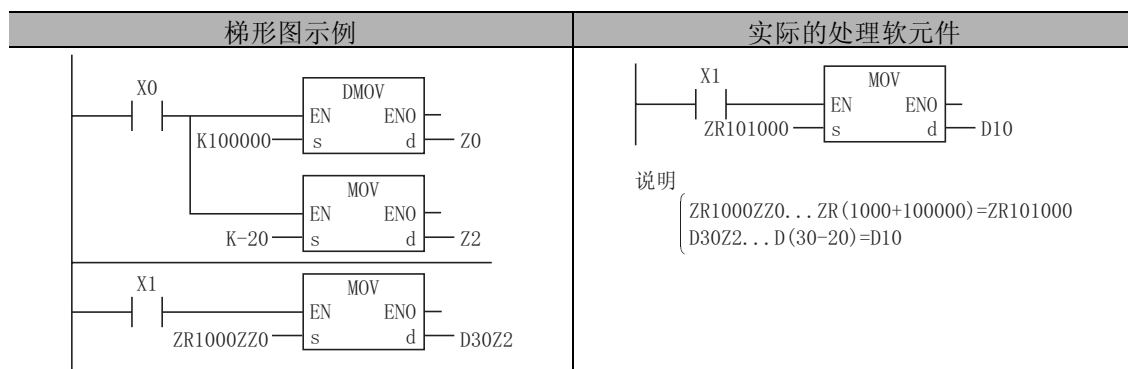 梯形图示例
实际的处理软元件
X0
DMOV
EN ENO
K100000 s d Z0
MOV
EN ENO
K-20 s d Z2
X1
MOV
EN ENO
ZR1000ZZ0 s d D30Z2
X1
MOV
EN ENO
ZR101000 s d D10
说明
ZR1000ZZ0...ZR(1000+100000)=ZR101000
D30Z2...D(30-20)=D10